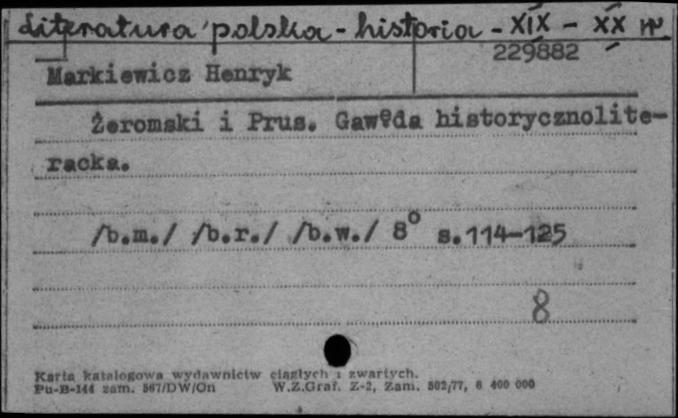 Literatura polska - historia - XIX - XX w.
229882
Markiewicz Henryk
Żeromski i Prus. Gawęda historycznolite-
racka.
/b.m./ /b.r./ /b.w./ 8° s.114-125
8
Karta katalogowa wydawnictw ciągłych i zwartych.
Pu-B-144 zam. 567/DW/On W.Z.Graf. Z-2, Zam. 802/77, 6 400 000